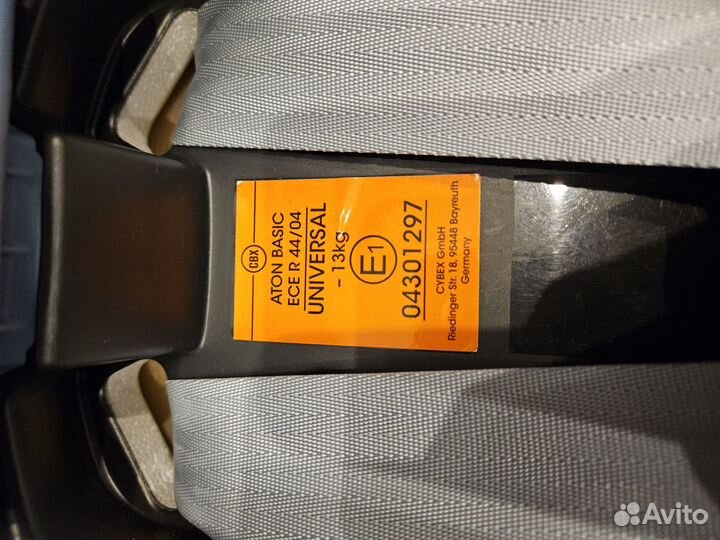 CBX
ATON BASIC
ECE R 44/04
UNIVERSAL
- 13kg
E1
04301297
CYBEX GmbH
Riedinger Str. 18, 95448 Bayreuth
Germany
Avito